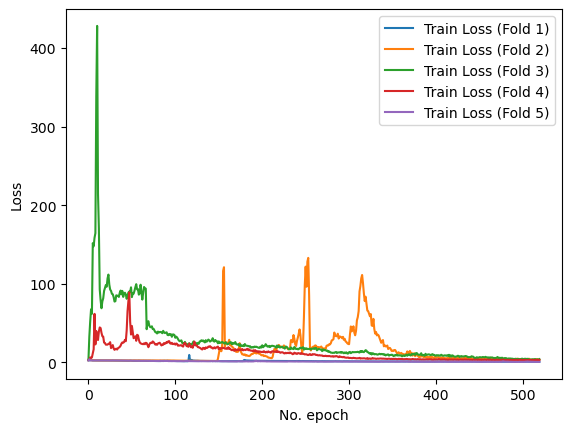 Train Loss (Fold 1)
Train Loss (Fold 2)
Train Loss (Fold 3)
Train Loss (Fold 4)
Train Loss (Fold 5)
400
300
200
100
0
Loss
0 100 200 300 400 500
No. epoch